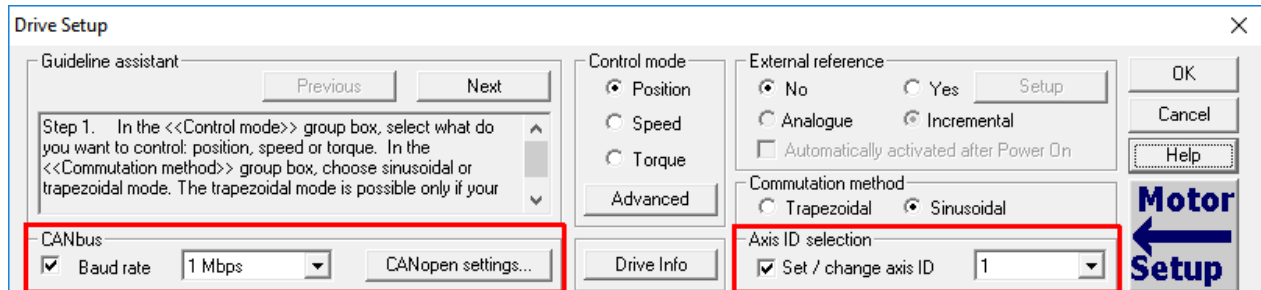 Drive Setup
Guideline assistant
Previous Next
Step 1. In the <<Control mode>> group box, select what do
you want to control: position, speed or torque. In the
<<Commutation method>> group box, choose sinusoidal or
trapezoidal mode. The trapezoidal mode is possible only if your
CANbus
Baud rate 1 Mbps CANopen settings...
Control mode
Position
Speed
Torque
Advanced
Drive Info
External reference
No Yes Setup
Analogue Incremental
Automatically activated after Power On
Commutation method
Trapezoidal Sinusoidal
Axis ID selection
Set / change axis ID 1
OK
Cancel
Help
Motor
Setup